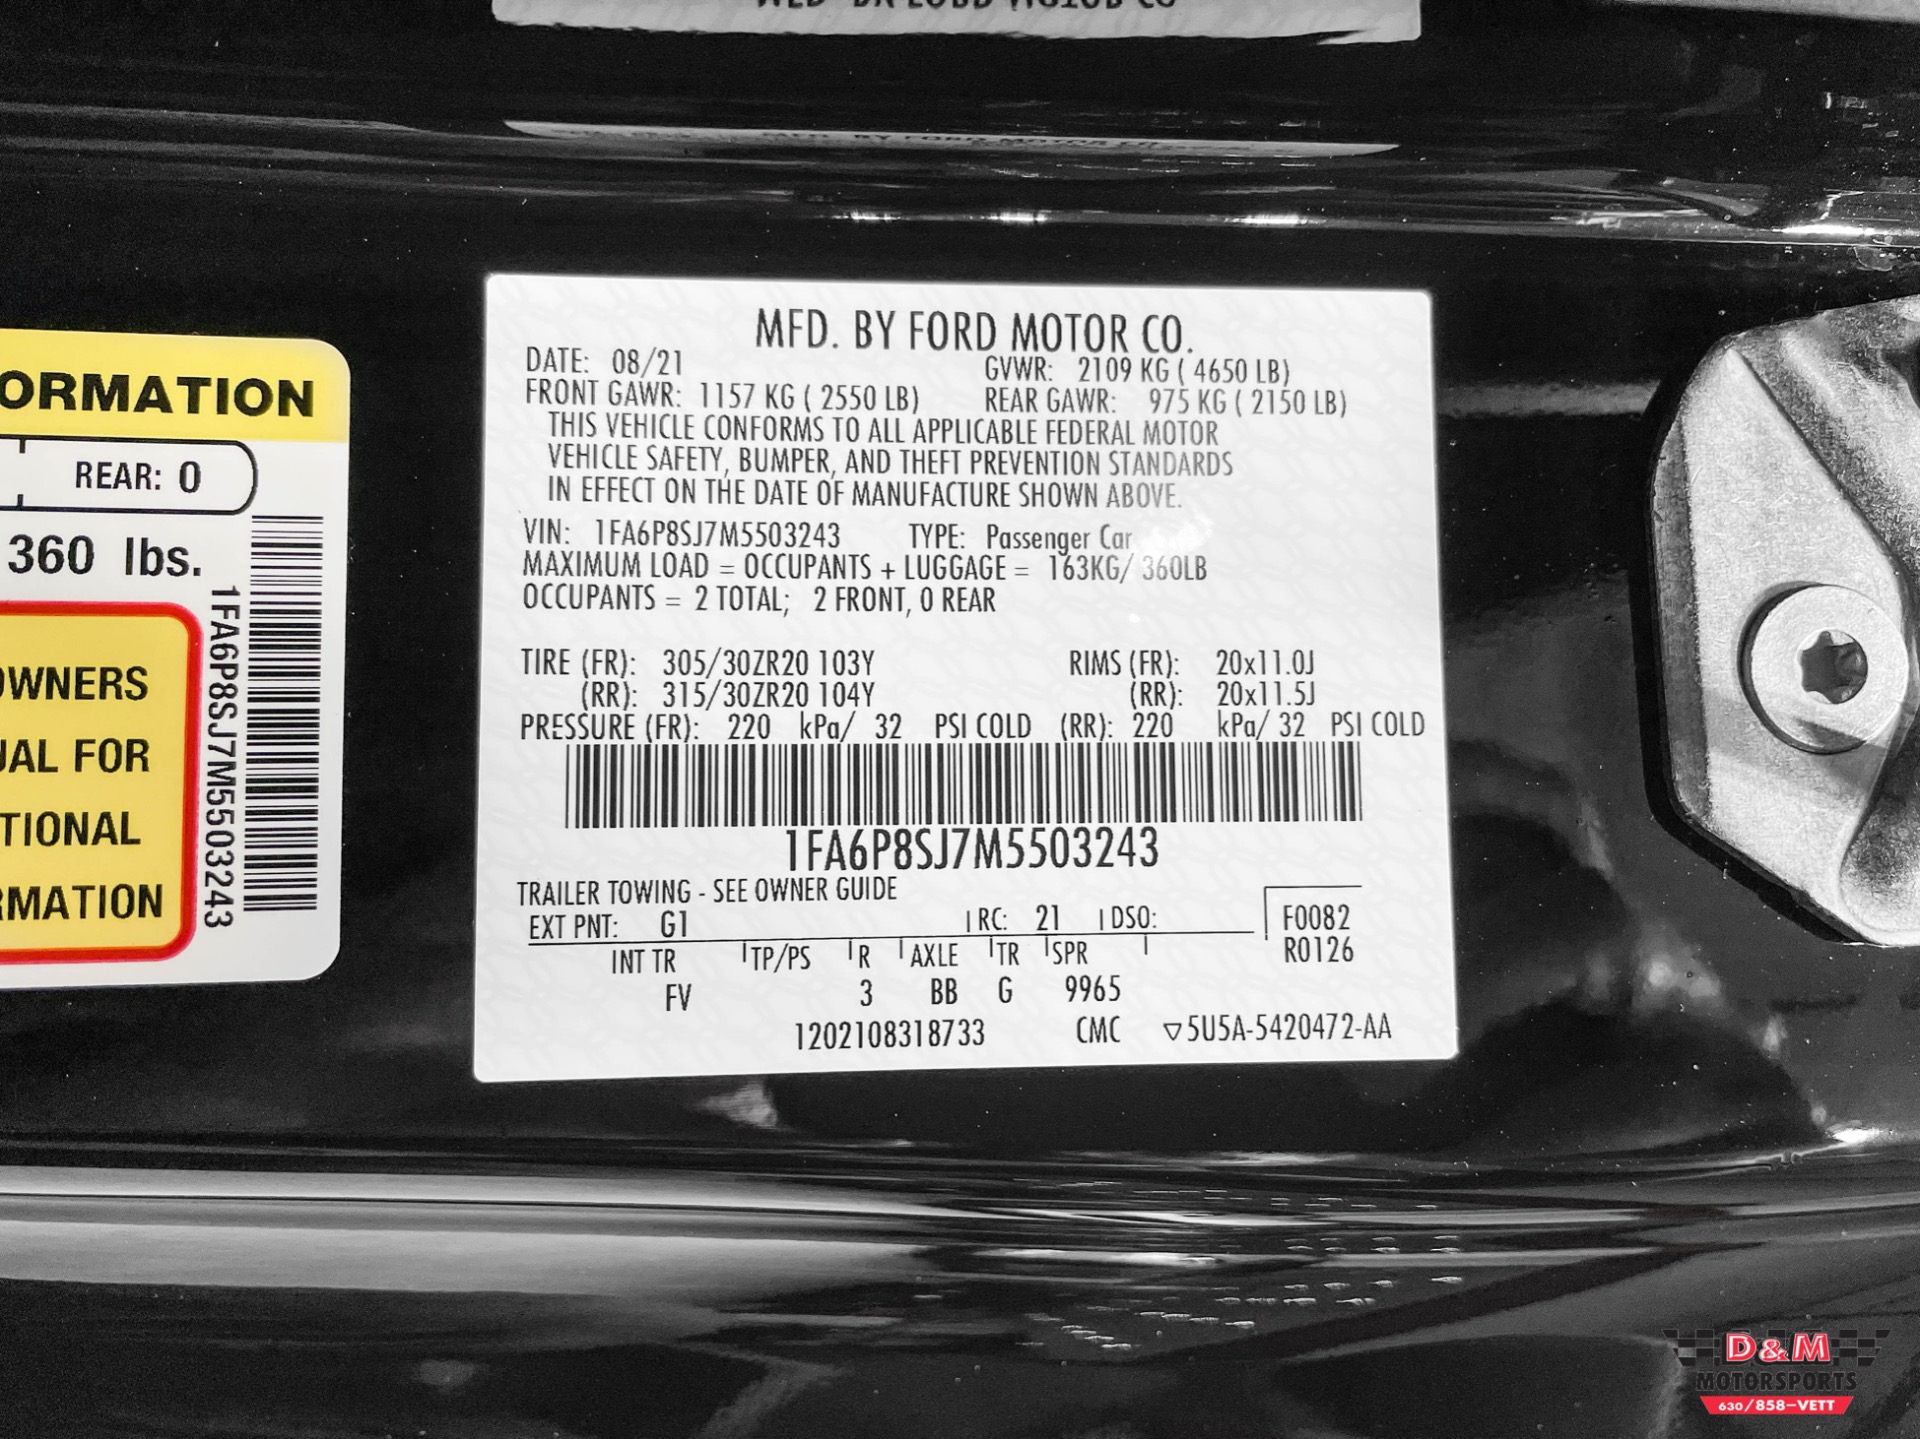 MFD. BY FORD MOTOR CO.
DATE: 08/21 GVWR: 2109 KG ( 4650 LB)
FRONT GAWR: 1157 KG ( 2550 LB) REAR GAWR: 975 KG ( 2150 LB)
THIS VEHICLE CONFORMS TO ALL APPLICABLE FEDERAL MOTOR
VEHICLE SAFETY, BUMPER, AND THEFT PREVENTION STANDARDS
IN EFFECT ON THE DATE OF MANUFACTURE SHOWN ABOVE.
VIN: 1FA6P8SJ7M5503243 TYPE: Passenger Car
MAXIMUM LOAD = OCCUPANTS + LUGGAGE = 163KG/ 360LB
OCCUPANTS = 2 TOTAL; 2 FRONT, 0 REAR
TIRE (FR): 305/30ZR20 103Y RIMS (FR): 20x11.0J
(RR): 315/30ZR20 104Y (RR): 20x11.5J
PRESSURE (FR): 220 kPa/ 32 PSI COLD (RR): 220 kPa/ 32 PSI COLD
1FA6P8SJ7M5503243
TRAILER TOWING - SEE OWNER GUIDE
EXT PNT: G1 RC: 21 DSO: F0082
INT TR TP/PS R AXLE TR SPR R0126
FV 3 BB G 9965
1202108318733 CMC ▽5U5A-5420472-AA
ORMATION
REAR: 0
360 lbs.
OWNERS
UAL FOR
TIONAL
RMATION
1FA6P8SJ7M5503243
D&M
MOTORSPORTS
630/858-VETT